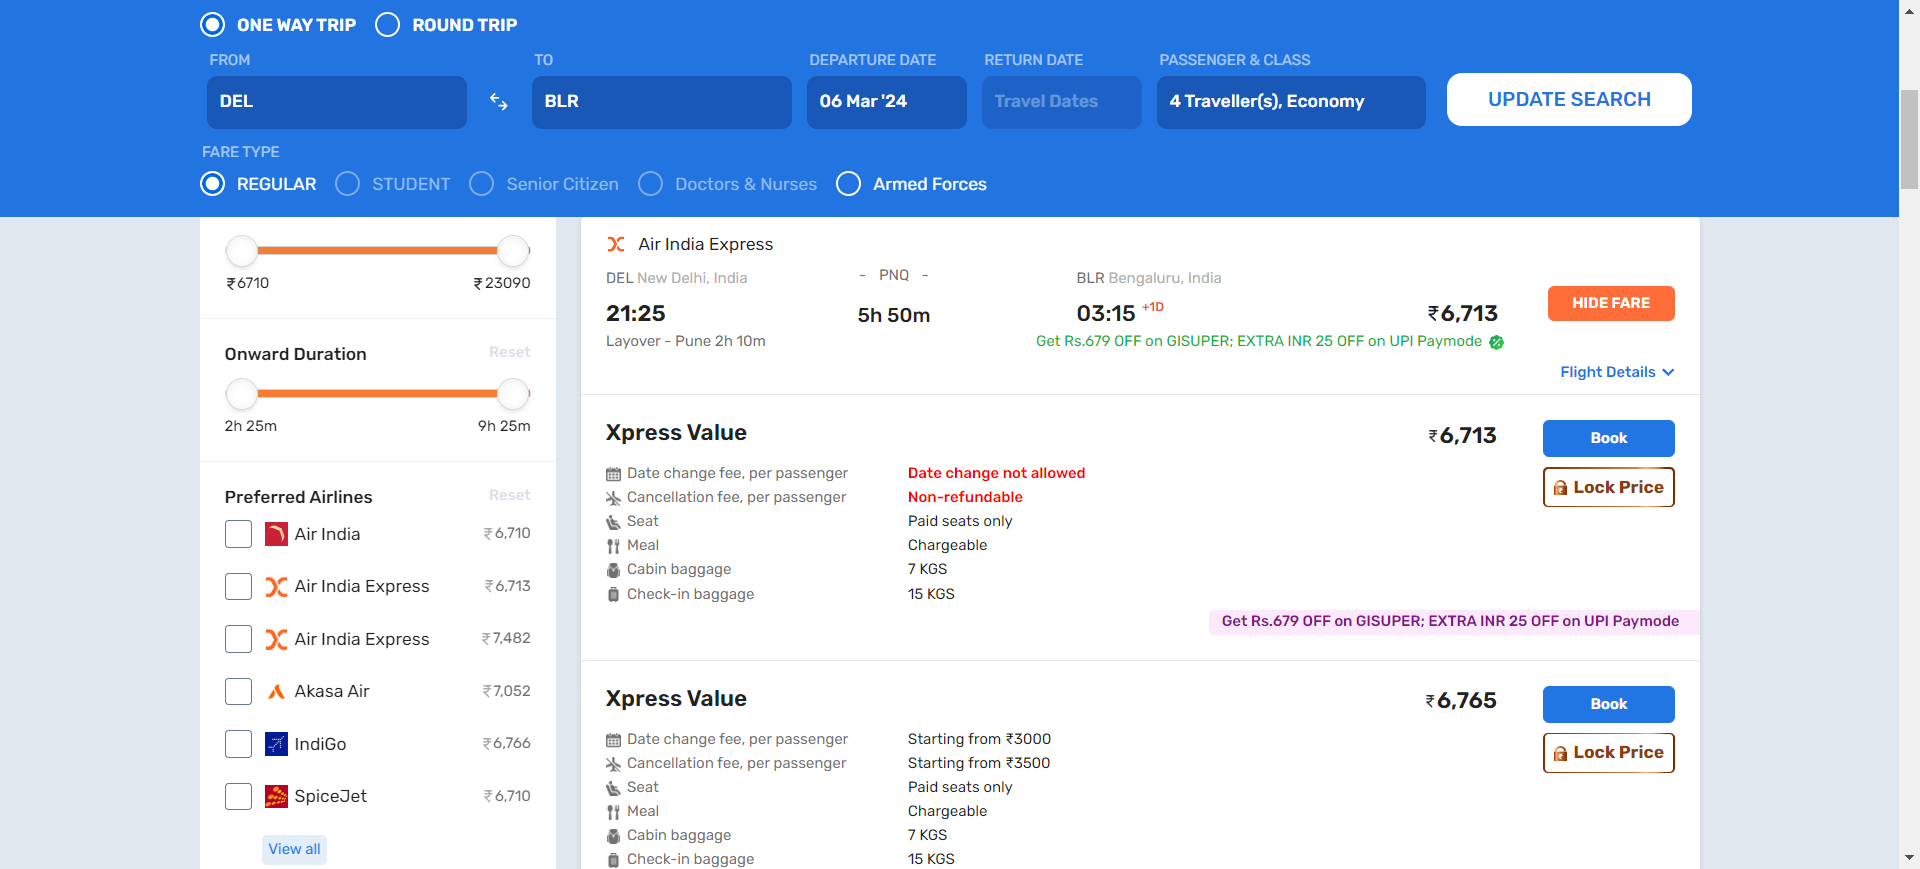 ONE WAY TRIP ROUND TRIP
FROM TO DEPARTURE DATE RETURN DATE PASSENGER & CLASS
DEL BLR 06 Mar '24 Travel Dates 4 Traveller(s), Economy UPDATE SEARCH
FARE TYPE
REGULAR STUDENT Senior Citizen Doctors & Nurses Armed Forces
₹6710 ₹23090
Onward Duration Reset
2h 25m 9h 25m
Preferred Airlines Reset
Air India ₹6,710
Air India Express ₹6,713
Air India Express ₹7,482
Akasa Air ₹7,052
IndiGo ₹6,766
SpiceJet ₹6,710
View all
Air India Express
DEL New Delhi, India - PNQ - BLR Bengaluru, India
21:25 5h 50m 03:15 +1D ₹6,713 HIDE FARE
Layover - Pune 2h 10m Get Rs.679 OFF on GISUPER; EXTRA INR 25 OFF on UPI Paymode
Flight Details
Xpress Value ₹6,713 Book
Date change fee, per passenger Date change not allowed
Lock Price
Cancellation fee, per passenger Non-refundable
Seat Paid seats only
Meal Chargeable
Cabin baggage 7 KGS
Check-in baggage 15 KGS
Get Rs.679 OFF on GISUPER; EXTRA INR 25 OFF on UPI Paymode
Xpress Value ₹6,765 Book
Date change fee, per passenger Starting from ₹3000
Lock Price
Cancellation fee, per passenger Starting from ₹3500
Seat Paid seats only
Meal Chargeable
Cabin baggage 7 KGS
Check-in baggage 15 KGS